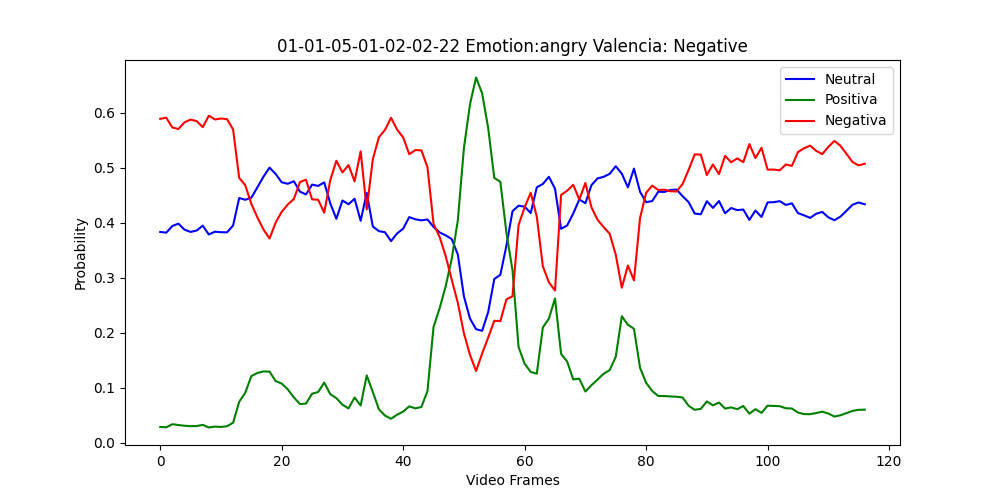 01-01-05-01-02-02-22 Emotion:angry Valencia: Negative
Neutral
Positiva
Negativa
Probability
0.6
0.5
0.4
0.3
0.2
0.1
0.0
0 20 40 60 80 100 120
Video Frames